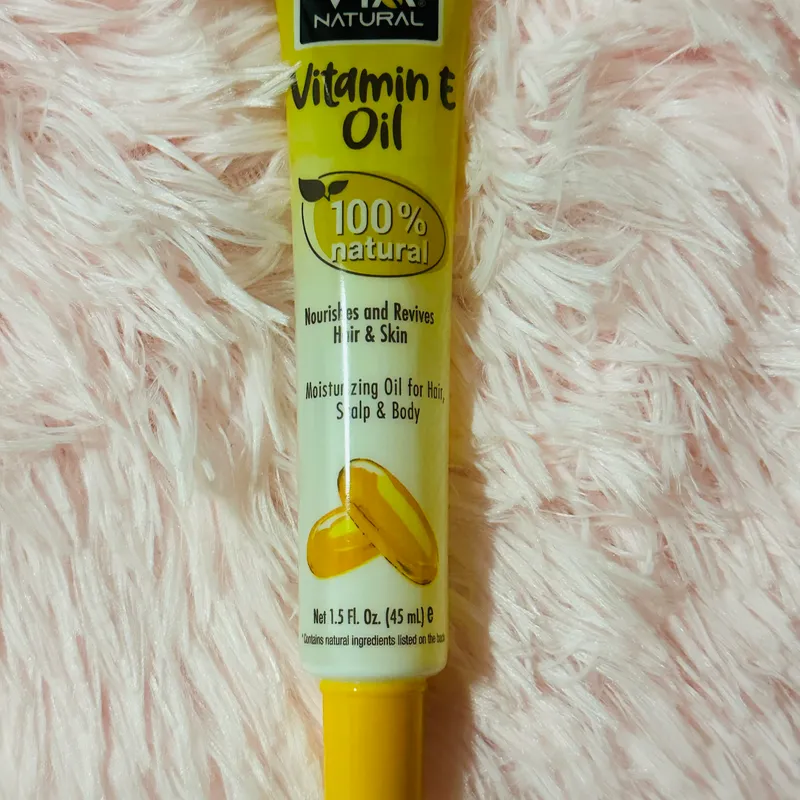 NATURAL
Vitamin E
Oil
100%
natural
Nourishes and Revives
Hair & Skin
Moisturizing Oil for Hair,
Scalp & Body
Net 1.5 Fl. Oz. (45 mL) ℮
*Contains natural ingredients listed on the back